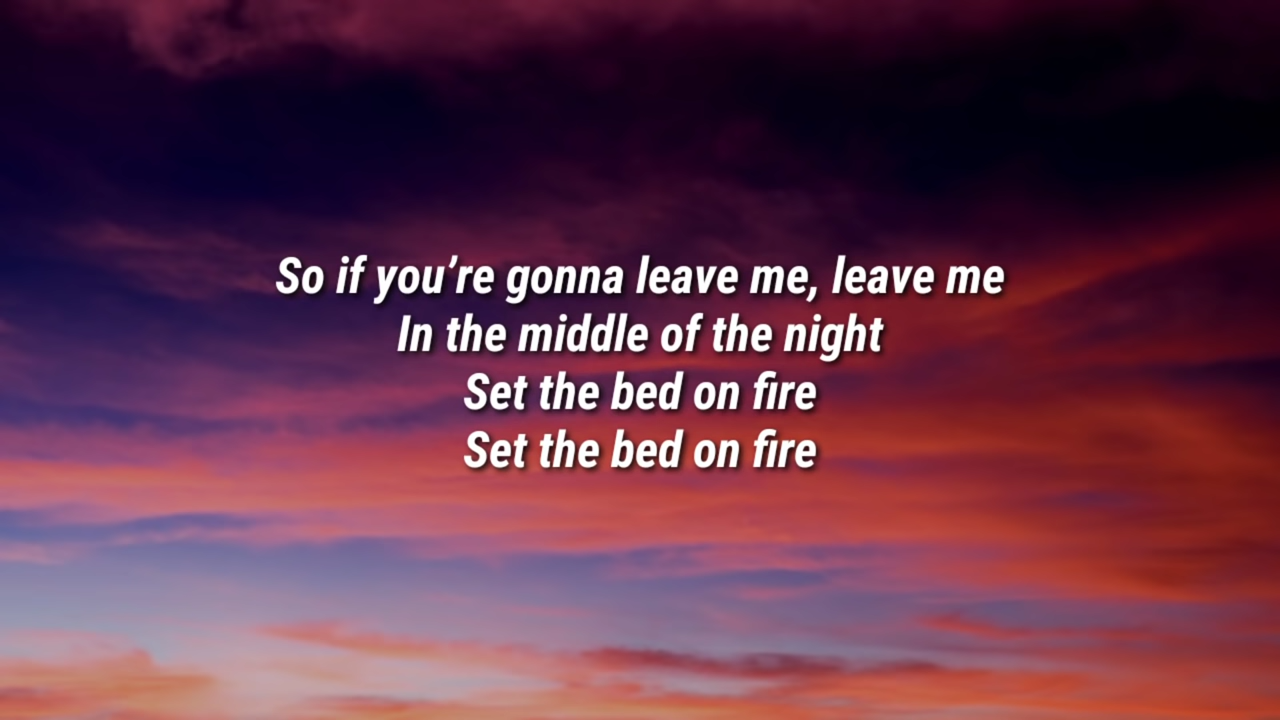 So if you’re gonna leave me, leave me
In the middle of the night
Set the bed on fire
Set the bed on fire